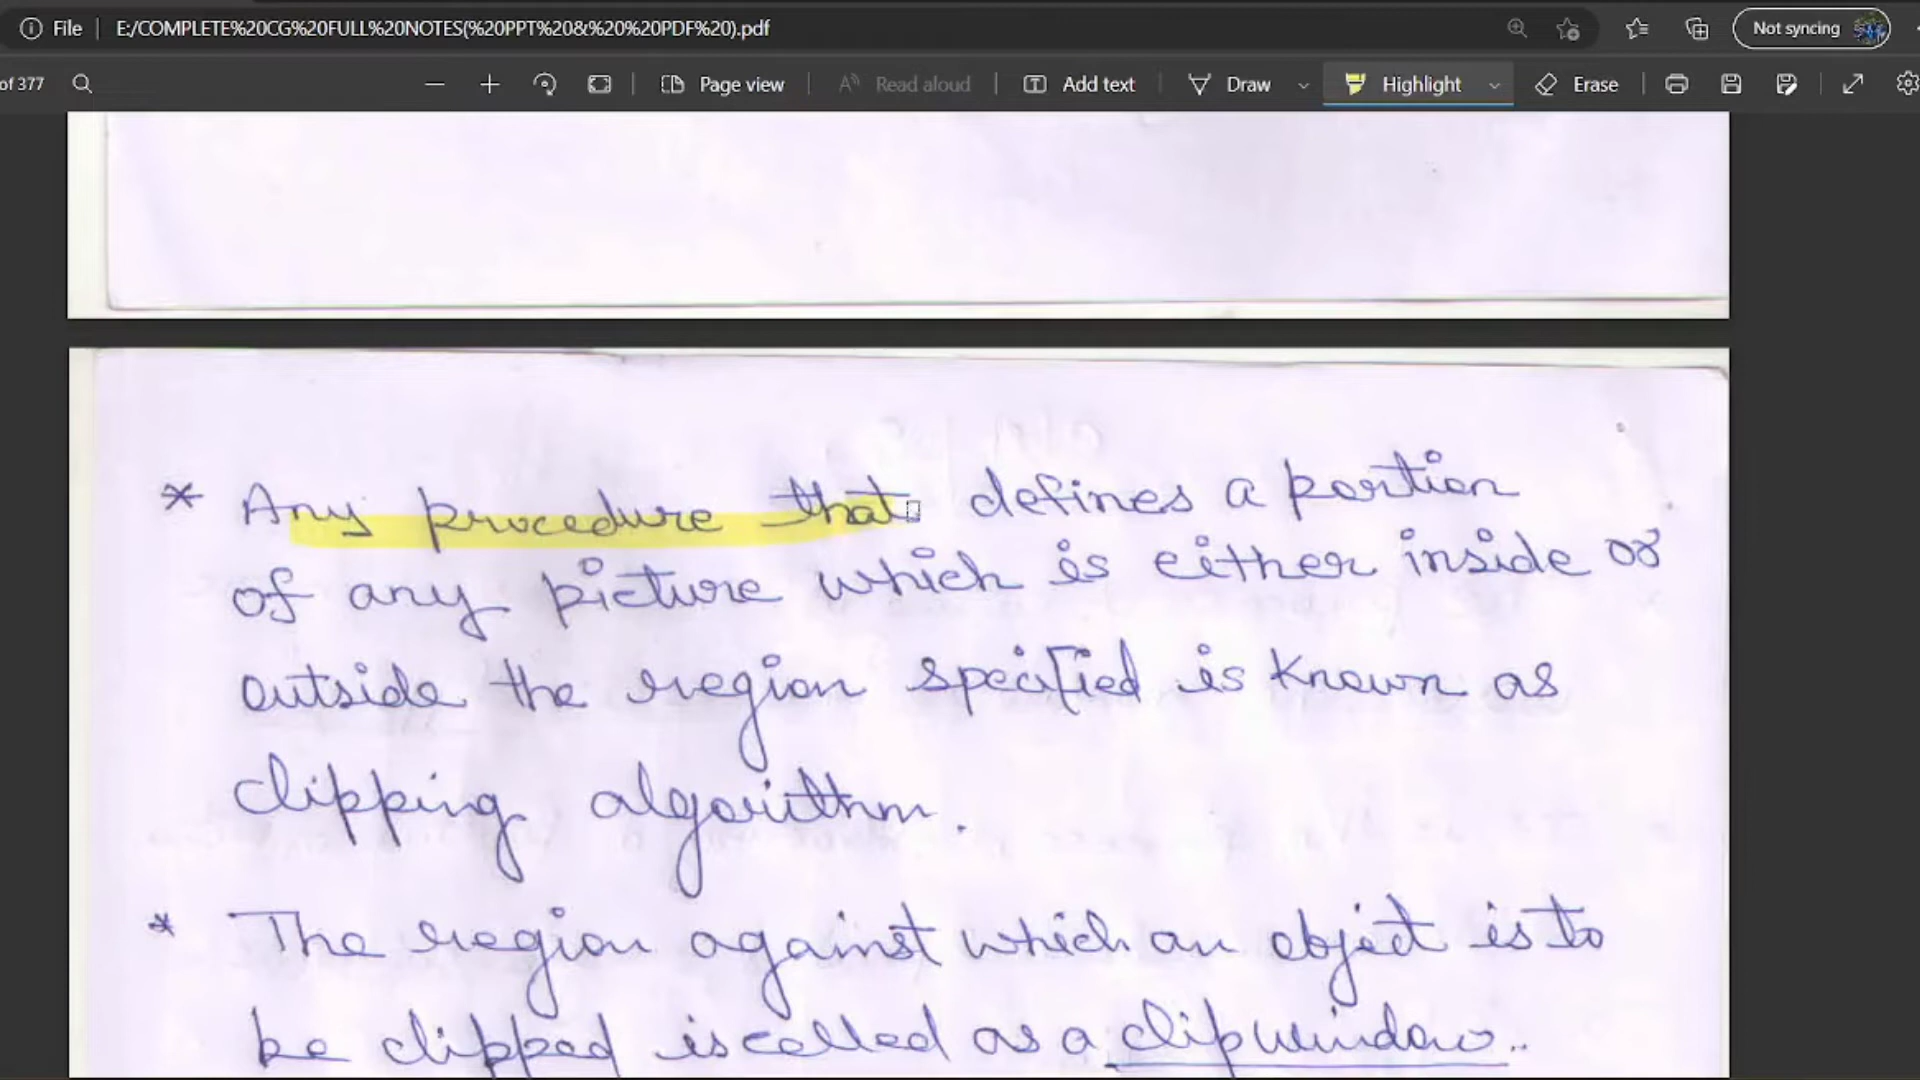 File E:/COMPLETE%20CG%20FULL%20NOTES(%20PPT%20&%20%20PDF%20).pdf Not syncing
of 377 Page view Read aloud Add text Draw Highlight Erase
* Any procedure that defines a portion
of any picture which is either inside or
outside the region specified is known as
clipping algorithm.
* The region against which an object is to
be clipped is called as a clip window..